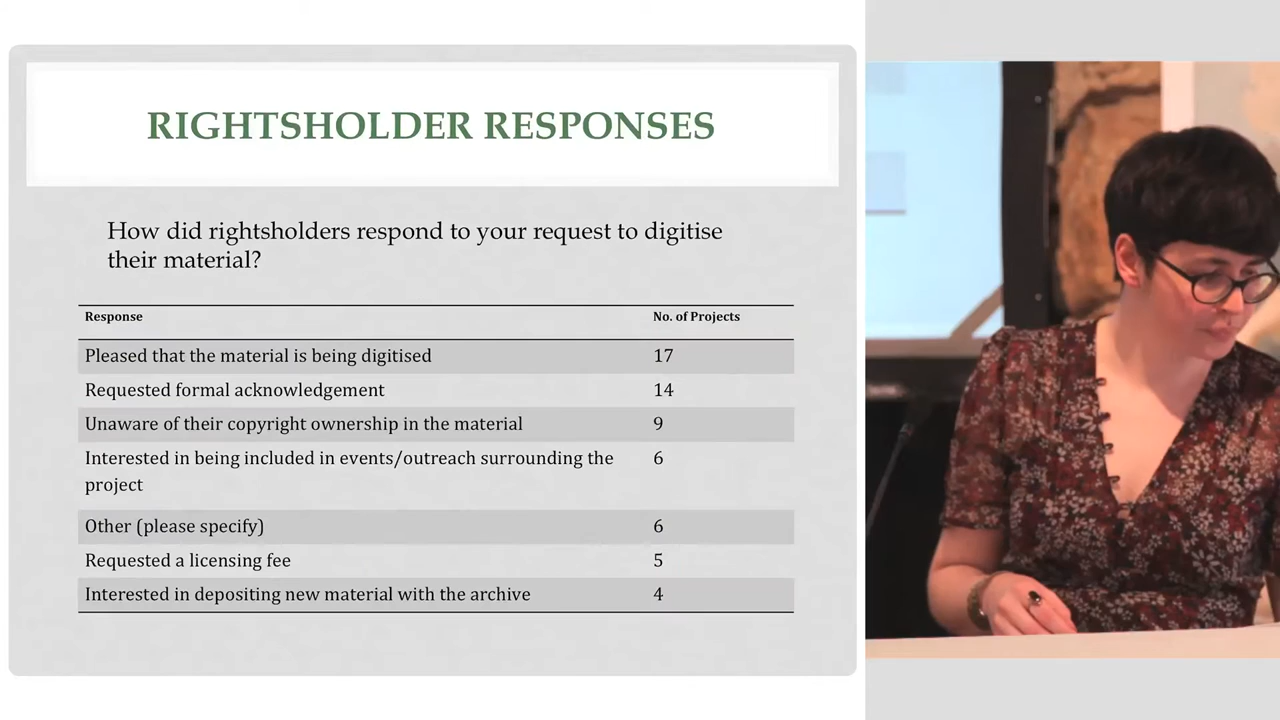 RIGHTSHOLDER RESPONSES
How did rightsholders respond to your request to digitise
their material?
Response No. of Projects
Pleased that the material is being digitised 17
Requested formal acknowledgement 14
Unaware of their copyright ownership in the material 9
Interested in being included in events/outreach surrounding the 6
project
Other (please specify) 6
Requested a licensing fee 5
Interested in depositing new material with the archive 4